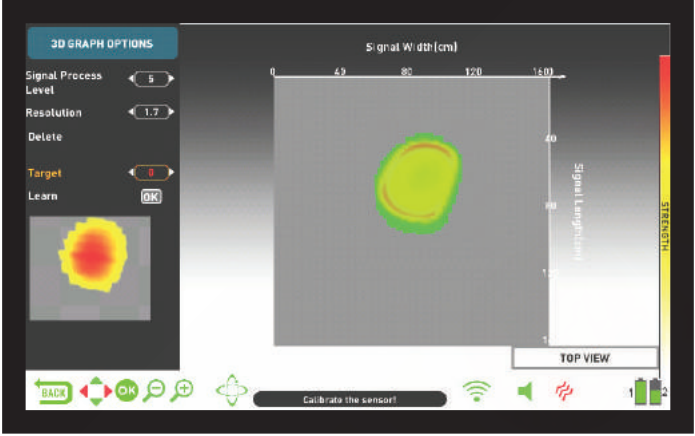 3D GRAPH OPTIONS
Signal Process
Level
5
Resolution
1.7
Delete
Target
0
Learn
OK
Signal Width(cm)
0 40 80 120 160
40
80
Signal Length(cm)
STRENGTH
TOP VIEW
BACK
OK
Calibrate the sensor!
1
2